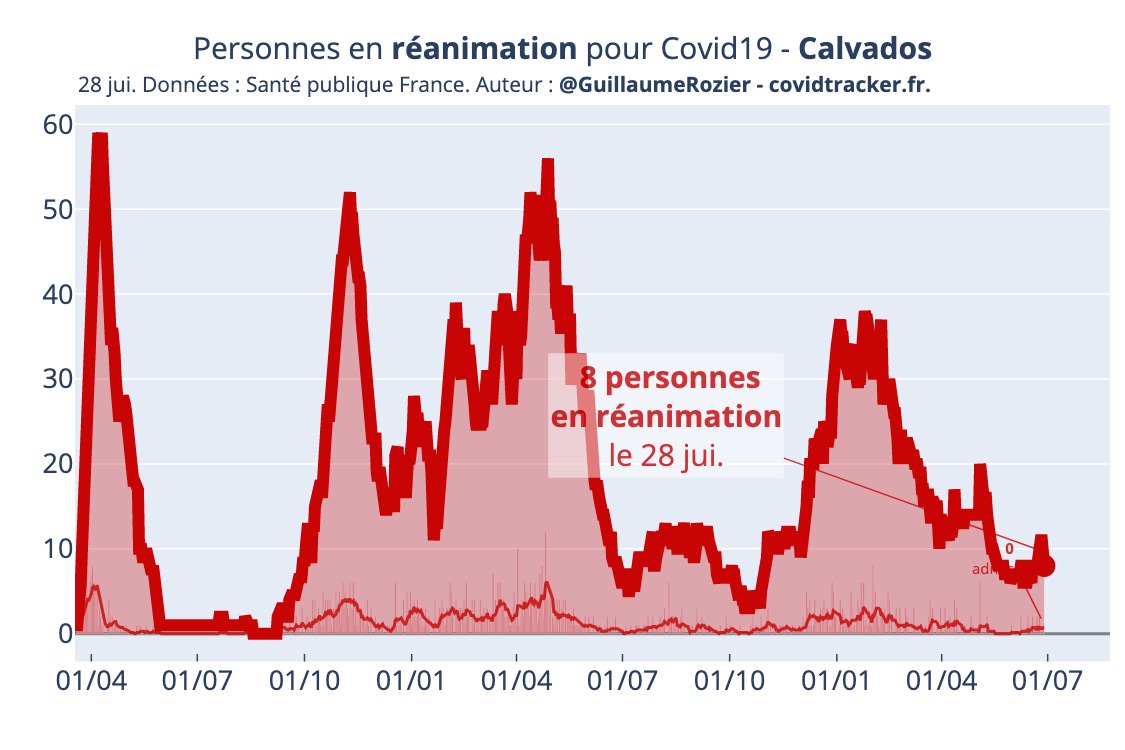 Personnes en réanimation pour Covid19 - Calvados
28 jui. Données : Santé publique France. Auteur : @GuillaumeRozier - covidtracker.fr.
60
50
40
30
20
10
0
8 personnes
en réanimation
le 28 jui.
0
01/04 01/07 01/10 01/01 01/04 01/07 01/10 01/01 01/04 01/07